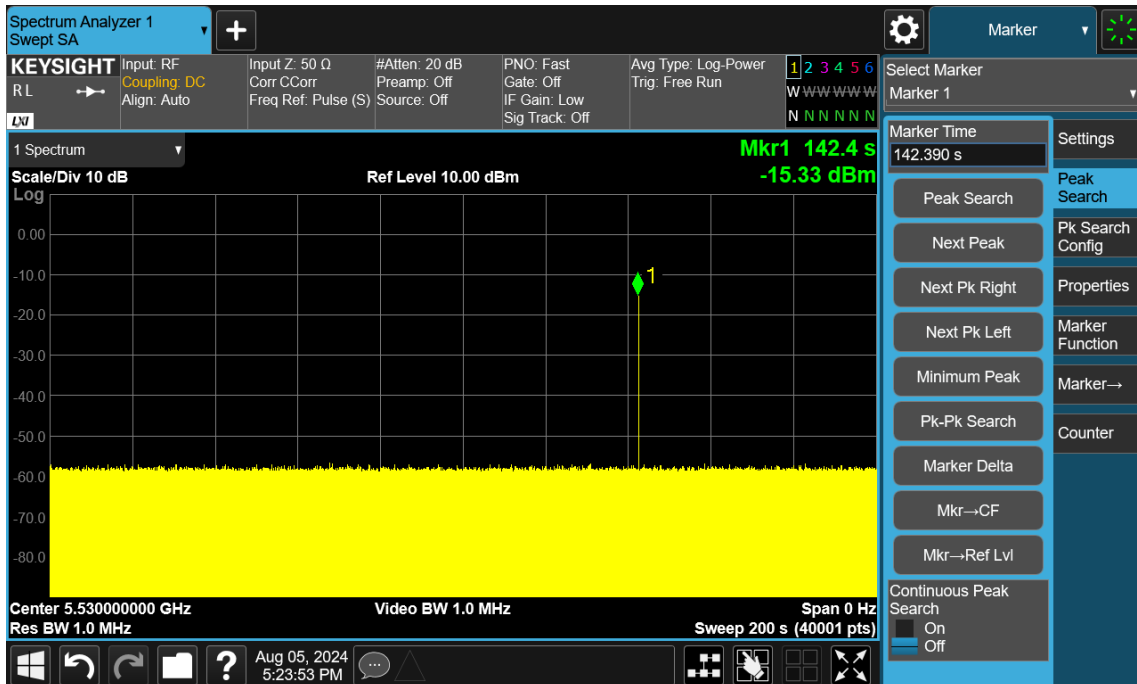 Spectrum Analyzer 1
Swept SA
Marker
KEYSIGHT
R L
LXI
Input: RF
Coupling: DC
Align: Auto
Input Z: 50 Ω
Corr CCorr
Freq Ref: Pulse (S)
#Atten: 20 dB
Preamp: Off
Source: Off
PNO: Fast
Gate: Off
IF Gain: Low
Sig Track: Off
Avg Type: Log-Power
Trig: Free Run
1 2 3 4 5 6
W W W W W W
N N N N N N
Select Marker
Marker 1
1 Spectrum
Mkr1 142.4 s
-15.33 dBm
Scale/Div 10 dB
Ref Level 10.00 dBm
Log
0.00
-10.0
-20.0
-30.0
-40.0
-50.0
-60.0
-70.0
-80.0
1
Center 5.530000000 GHz
Res BW 1.0 MHz
Video BW 1.0 MHz
Span 0 Hz
Sweep 200 s (40001 pts)
Marker Time
142.390 s
Peak Search
Next Peak
Next Pk Right
Next Pk Left
Minimum Peak
Pk-Pk Search
Marker Delta
Mkr→CF
Mkr→Ref Lvl
Continuous Peak
Search
On
Off
Settings
Peak
Search
Pk Search
Config
Properties
Marker
Function
Marker→
Counter
?
Aug 05, 2024
5:23:53 PM